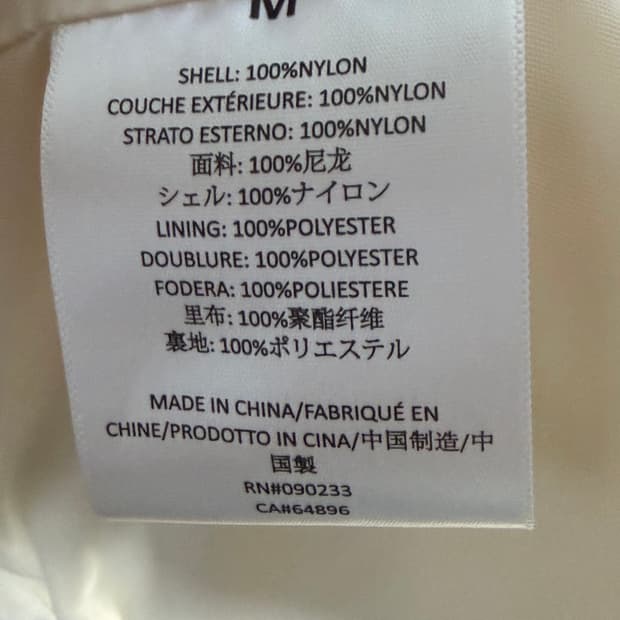 M
SHELL: 100%NYLON
COUCHE EXTÉRIEURE: 100%NYLON
STRATO ESTERNO: 100%NYLON
面料: 100%尼龙
シェル: 100%ナイロン
LINING: 100%POLYESTER
DOUBLURE: 100%POLYESTER
FODERA: 100%POLIESTERE
里布: 100%聚酯纤维
裏地: 100%ポリエステル
MADE IN CHINA/FABRIQUÉ EN
CHINE/PRODOTTO IN CINA/中国制造/中
国製
RN#090233
CA#64896